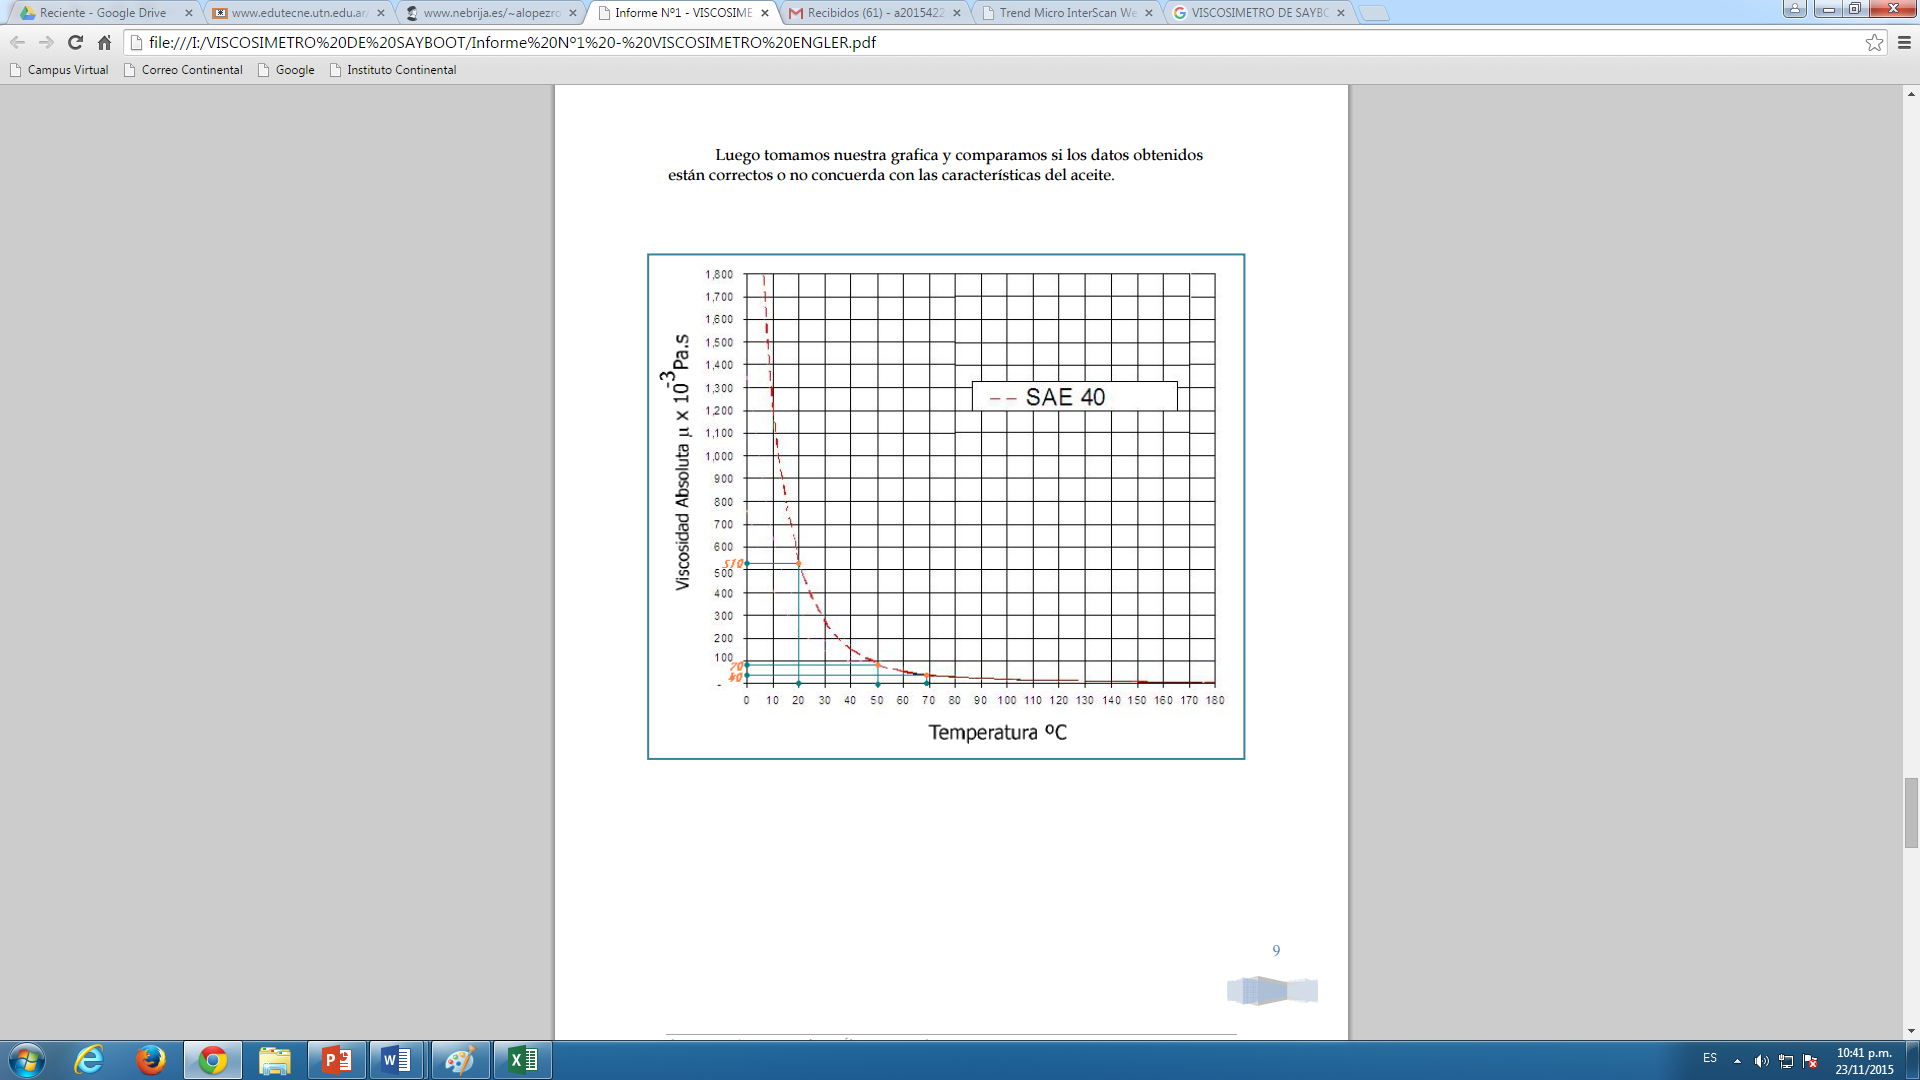 Reciente - Google Drive
www.edutecne.utn.edu.ar/
www.nebrija.es/~alopezro
Informe Nº1 - VISCOSIME
Recibidos (61) - a2015422
Trend Micro InterScan We
VISCOSIMETRO DE SAYBO
file:///I:/VISCOSIMETRO%20DE%20SAYBOOT/Informe%20Nº1%20-%20VISCOSIMETRO%20ENGLER.pdf
Campus Virtual
Correo Continental
Google
Instituto Continental
Luego tomamos nuestra grafica y comparamos si los datos obtenidos
están correctos o no concuerda con las características del aceite.
Viscosidad Absoluta µ x 10-3Pa.s
1,800
1,700
1,600
1,500
1,400
1,300
1,200
1,100
1,000
900
800
700
600
510
500
400
300
200
100
70
40
-
SAE 40
0 10 20 30 40 50 60 70 80 90 100 110 120 130 140 150 160 170 180
Temperatura ºC
9
ES
10:41 p.m.
23/11/2015